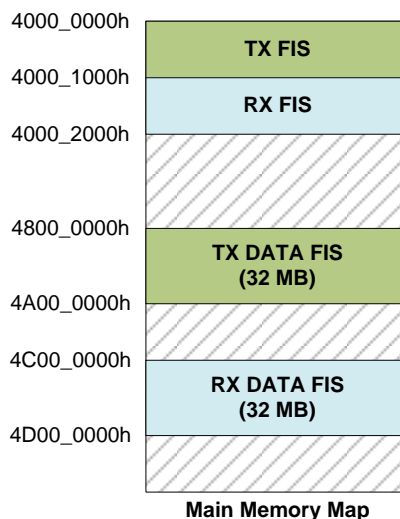 4000_0000h
TX FIS
4000_1000h
RX FIS
4000_2000h
4800_0000h
TX DATA FIS
(32 MB)
4A00_0000h
4C00_0000h
RX DATA FIS
(32 MB)
4D00_0000h
Main Memory Map